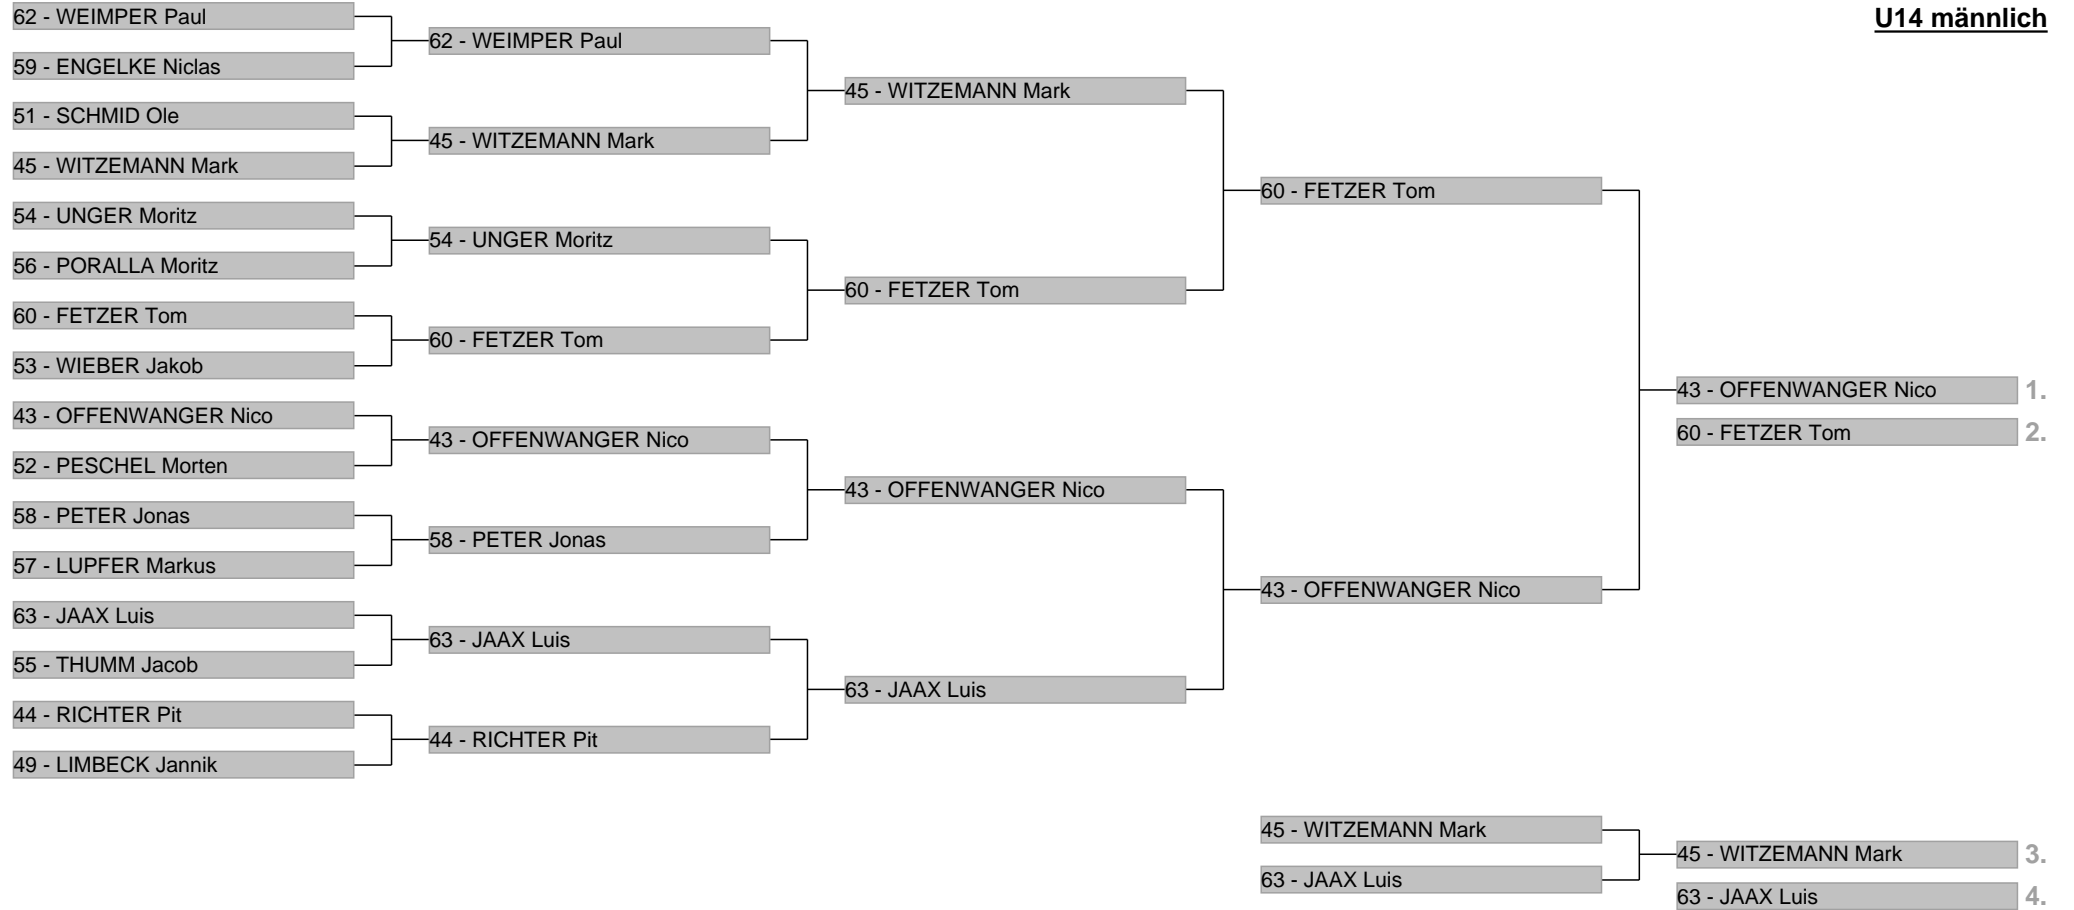 U14 männlich
62 - WEIMPER Paul
59 - ENGELKE Niclas
51 - SCHMID Ole
45 - WITZEMANN Mark
54 - UNGER Moritz
56 - PORALLA Moritz
60 - FETZER Tom
53 - WIEBER Jakob
43 - OFFENWANGER Nico
52 - PESCHEL Morten
58 - PETER Jonas
57 - LUPFER Markus
63 - JAAX Luis
55 - THUMM Jacob
44 - RICHTER Pit
49 - LIMBECK Jannik
62 - WEIMPER Paul
45 - WITZEMANN Mark
54 - UNGER Moritz
60 - FETZER Tom
43 - OFFENWANGER Nico
58 - PETER Jonas
63 - JAAX Luis
44 - RICHTER Pit
45 - WITZEMANN Mark
60 - FETZER Tom
43 - OFFENWANGER Nico
63 - JAAX Luis
60 - FETZER Tom
43 - OFFENWANGER Nico
43 - OFFENWANGER Nico 1.
60 - FETZER Tom 2.
45 - WITZEMANN Mark
63 - JAAX Luis
45 - WITZEMANN Mark 3.
63 - JAAX Luis 4.